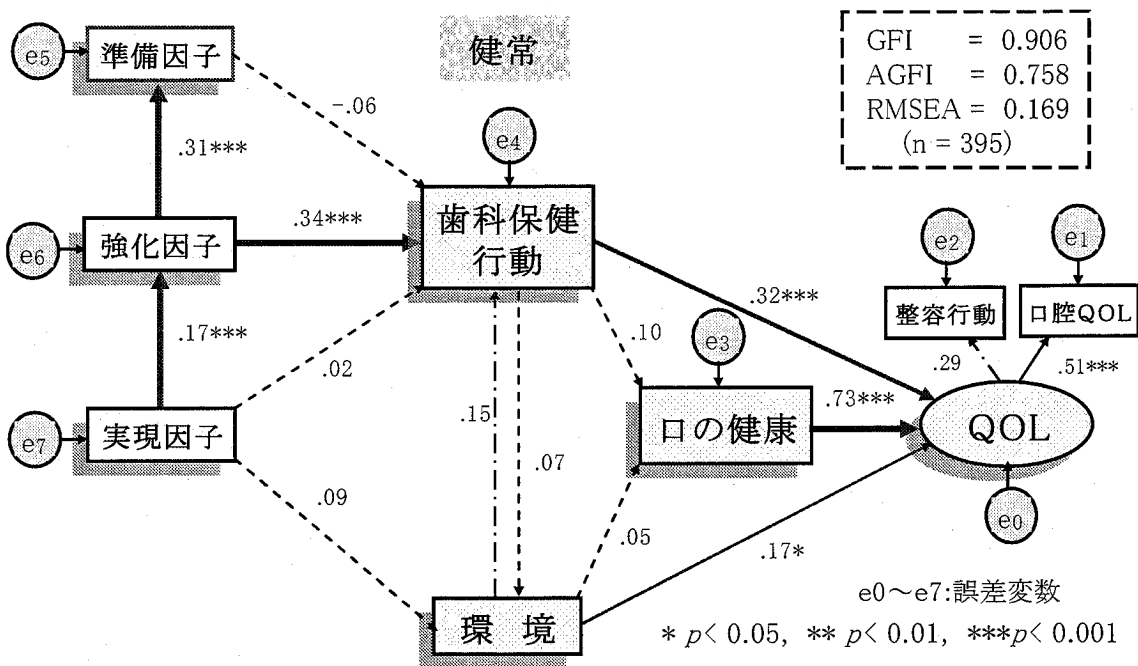 健常
GFI = 0.906
AGFI = 0.758
RMSEA = 0.169
(n = 395)
e5
準備因子
-.06
e4
.31***
歯科保健
行動
.34***
e6
強化因子
e2
e1
.32***
整容行動
口腔QOL
.17***
.10
e3
.29
.51***
.02
.15
e7
実現因子
口の健康
.73***
QOL
.07
.09
.05
e0
.17*
環 境
e0~e7:誤差変数
* p< 0.05, ** p< 0.01, ***p< 0.001